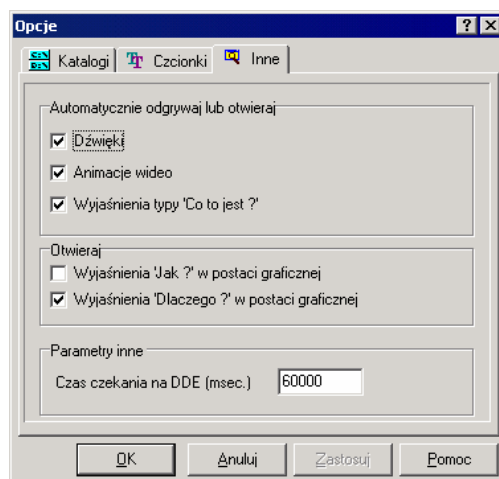 Opcje
Katalogi Czcionki Inne
Automatycznie odgrywaj lub otwieraj
Dźwięki
Animacje wideo
Wyjaśnienia typy 'Co to jest ?'
Otwieraj
Wyjaśnienia 'Jak ?' w postaci graficznej
Wyjaśnienia 'Dlaczego ?' w postaci graficznej
Parametry inne
Czas czekania na DDE (msec.) 60000
OK Anuluj Zastosuj Pomoc